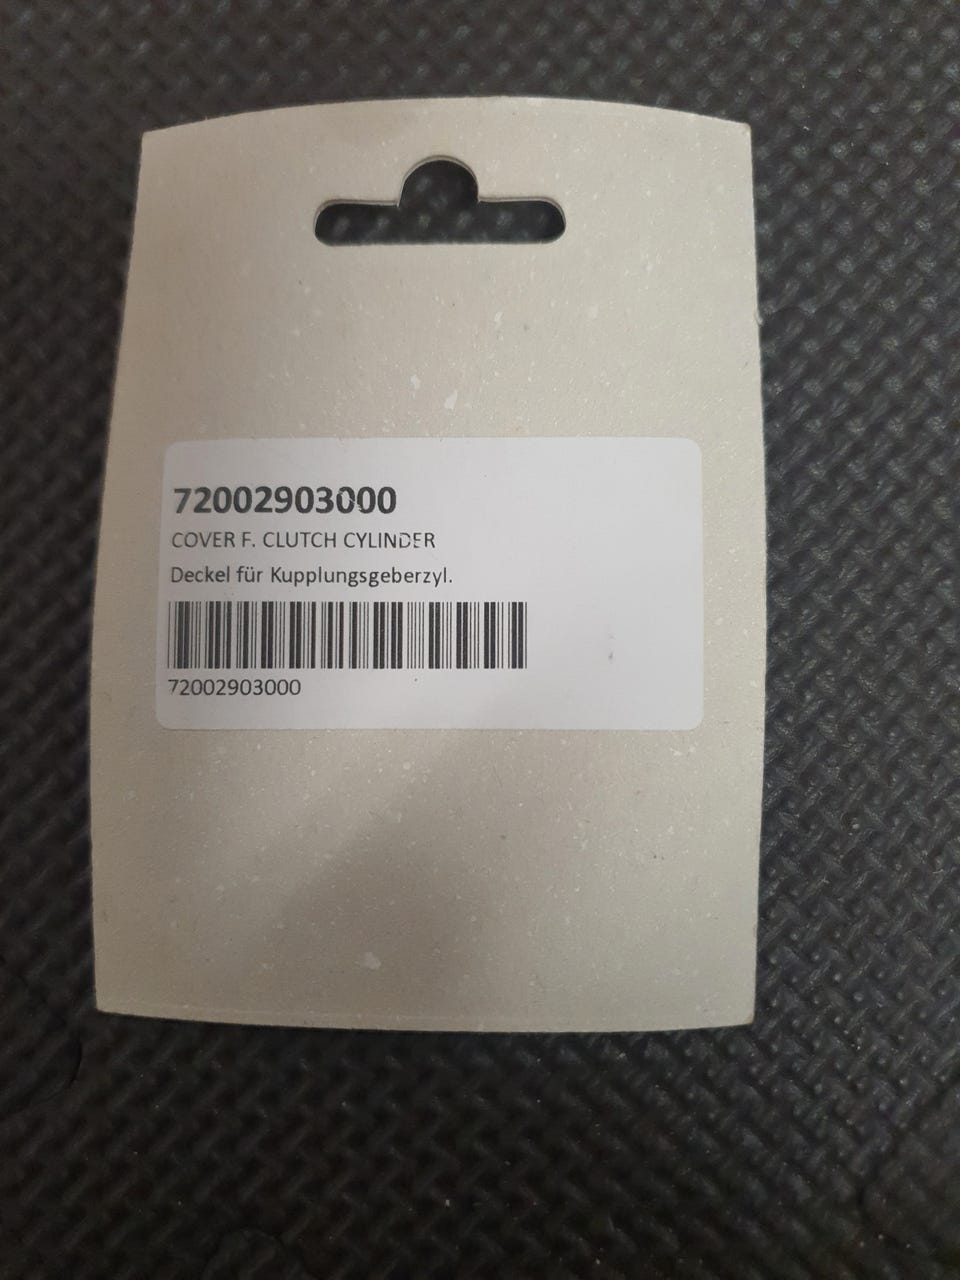 72002903000
COVER F. CLUTCH CYLINDER
Deckel für Kupplungsgeberzyl.
72002903000